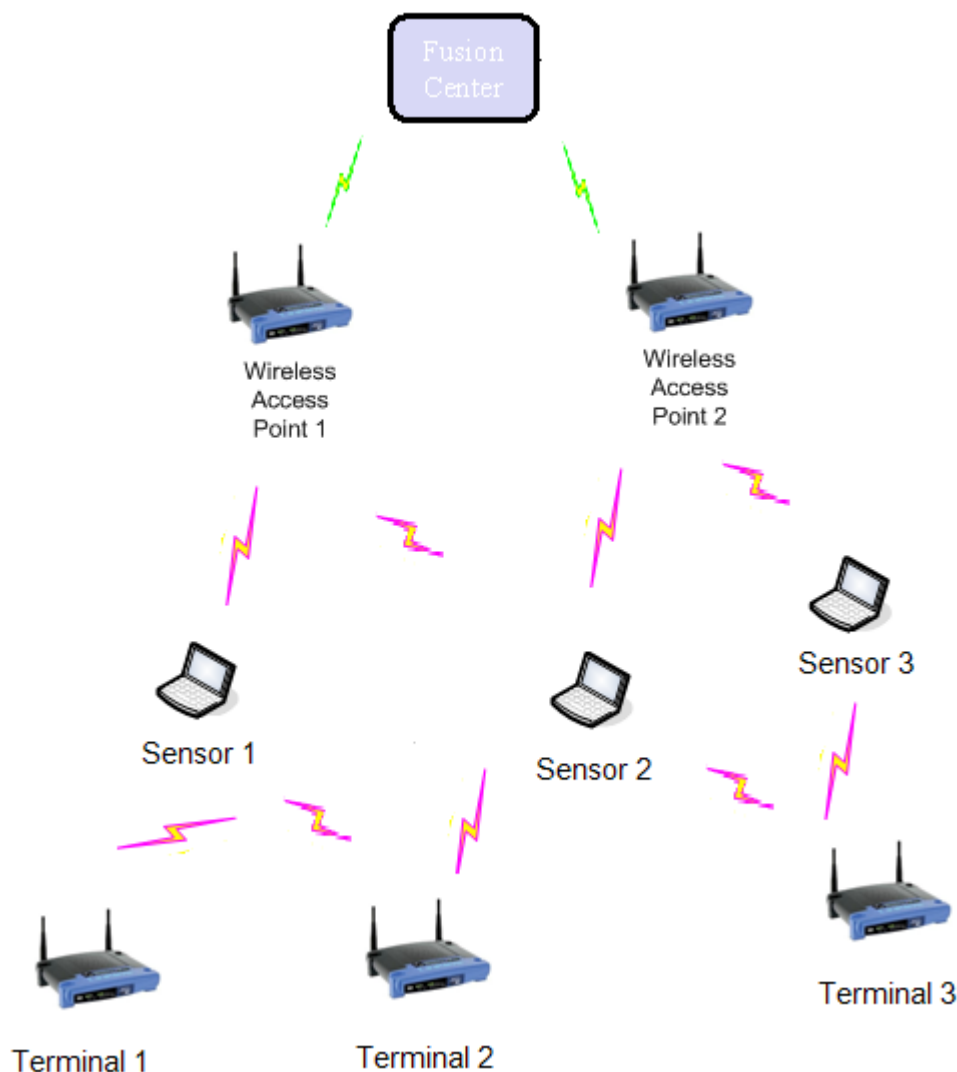 Fusion
Center
Wireless
Access
Point 1
Wireless
Access
Point 2
Sensor 3
Sensor 1
Sensor 2
Terminal 3
Terminal 1
Terminal 2